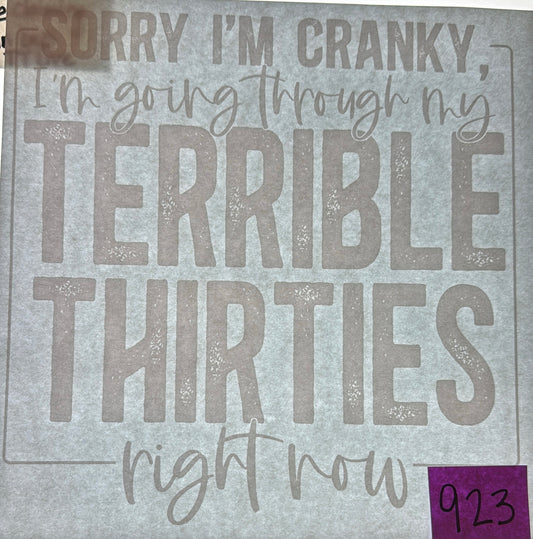 SORRY I'M CRANKY,
I'm going through my
TERRIBLE
THIRTIES
right now
923